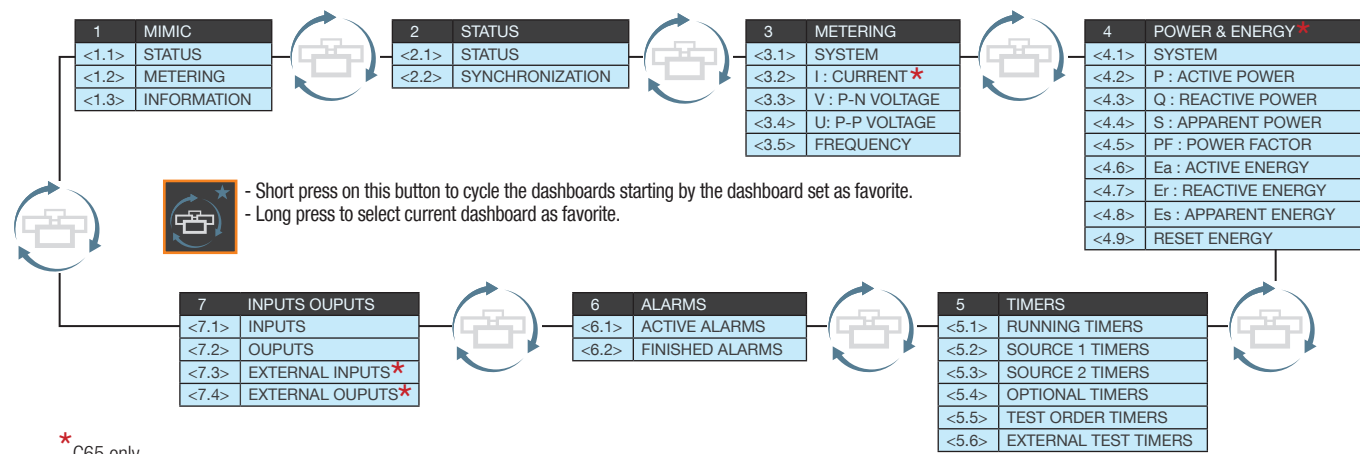 1 MIMIC
<1.1> STATUS
<1.2> METERING
<1.3> INFORMATION
2 STATUS
<2.1> STATUS
<2.2> SYNCHRONIZATION
3 METERING
<3.1> SYSTEM
<3.2> I : CURRENT*
<3.3> V : P-N VOLTAGE
<3.4> U: P-P VOLTAGE
<3.5> FREQUENCY
4 POWER & ENERGY*
<4.1> SYSTEM
<4.2> P : ACTIVE POWER
<4.3> Q : REACTIVE POWER
<4.4> S : APPARENT POWER
<4.5> PF : POWER FACTOR
<4.6> Ea : ACTIVE ENERGY
<4.7> Er : REACTIVE ENERGY
<4.8> Es : APPARENT ENERGY
<4.9> RESET ENERGY
- Short press on this button to cycle the dashboards starting by the dashboard set as favorite.
- Long press to select current dashboard as favorite.
7 INPUTS OUPUTS
<7.1> INPUTS
<7.2> OUPUTS
<7.3> EXTERNAL INPUTS*
<7.4> EXTERNAL OUPUTS*
6 ALARMS
<6.1> ACTIVE ALARMS
<6.2> FINISHED ALARMS
5 TIMERS
<5.1> RUNNING TIMERS
<5.2> SOURCE 1 TIMERS
<5.3> SOURCE 2 TIMERS
<5.4> OPTIONAL TIMERS
<5.5> TEST ORDER TIMERS
<5.6> EXTERNAL TEST TIMERS
* C65 only